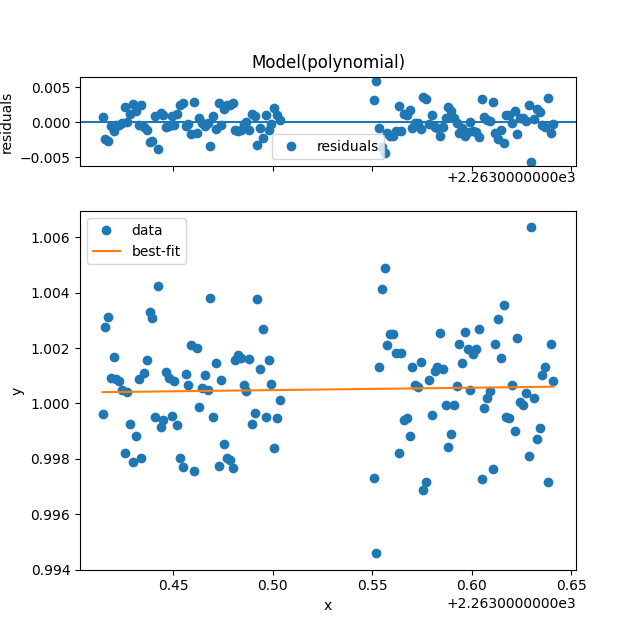 Model(polynomial)
residuals
0.005
0.000
−0.005
residuals
+2.2630000000e3
y
1.006
1.004
1.002
1.000
0.998
0.996
0.994
data
best-fit
0.45
0.50
0.55
0.60
0.65
x
+2.2630000000e3